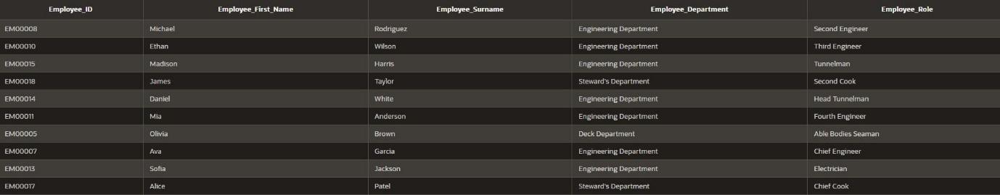 Employee_ID Employee_First_Name Employee_Surname Employee_Department Employee_Role
EM00008 Michael Rodriguez Engineering Department Second Engineer
EM00010 Ethan Wilson Engineering Department Third Engineer
EM00015 Madison Harris Engineering Department Tunnelman
EM00018 James Taylor Steward's Department Second Cook
EM00014 Daniel White Engineering Department Head Tunnelman
EM00011 Mia Anderson Engineering Department Fourth Engineer
EM00005 Olivia Brown Deck Department Able Bodies Seaman
EM00007 Ava Garcia Engineering Department Chief Engineer
EM00013 Sofia Jackson Engineering Department Electrician
EM00017 Alice Patel Steward's Department Chief Cook